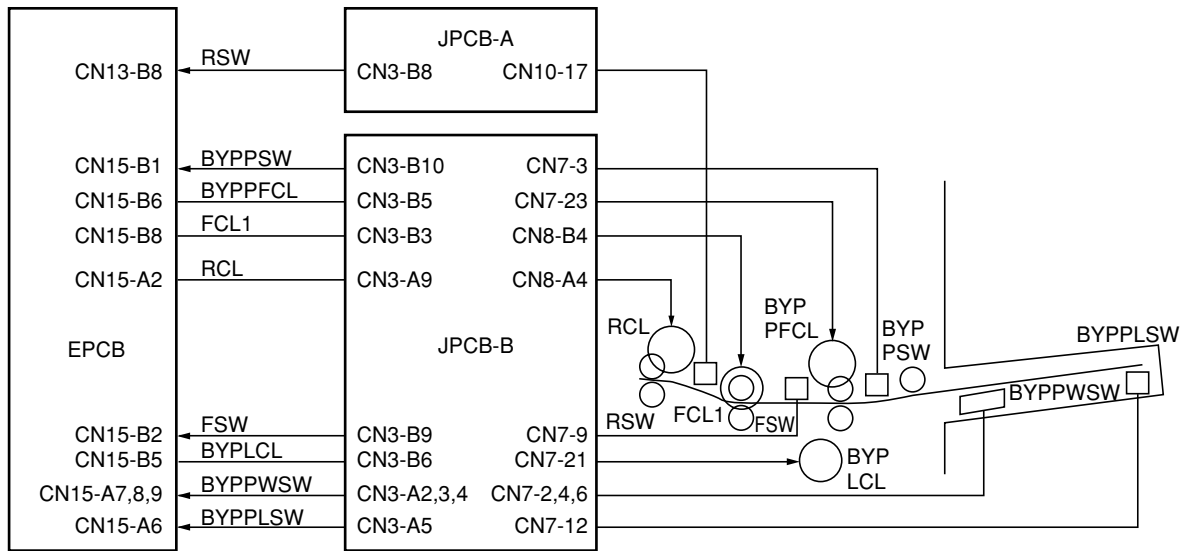 JPCB-A
CN13-B8 RSW CN3-B8 CN10-17
CN15-B1 BYPPSW CN3-B10 CN7-3
CN15-B6 BYPPFCL CN3-B5 CN7-23
CN15-B8 FCL1 CN3-B3 CN8-B4
CN15-A2 RCL CN3-A9 CN8-A4
EPCB JPCB-B
RCL
BYP
PFCL
BYP
PSW
BYPPLSW
BYPPWSW
RSW
FCL1
FSW
CN15-B2 FSW CN3-B9 CN7-9
CN15-B5 BYPLCL CN3-B6 CN7-21
BYP
LCL
CN15-A7,8,9 BYPPWSW CN3-A2,3,4 CN7-2,4,6
CN15-A6 BYPPLSW CN3-A5 CN7-12